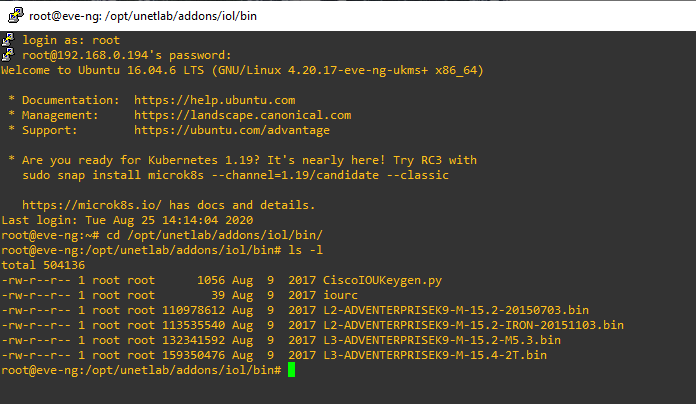 root@eve-ng: /opt/unetlab/addons/iol/bin
login as: root
root@192.168.0.194's password:
Welcome to Ubuntu 16.04.6 LTS (GNU/Linux 4.20.17-eve-ng-ukms+ x86_64)
* Documentation:  https://help.ubuntu.com
* Management:     https://landscape.canonical.com
* Support:        https://ubuntu.com/advantage
* Are you ready for Kubernetes 1.19? It's nearly here! Try RC3 with
sudo snap install microk8s --channel=1.19/candidate --classic
https://microk8s.io/ has docs and details.
Last login: Tue Aug 25 14:14:04 2020
root@eve-ng:~# cd /opt/unetlab/addons/iol/bin/
root@eve-ng:/opt/unetlab/addons/iol/bin# ls -l
total 504136
-rw-r--r-- 1 root root      1056 Aug  9  2017 CiscoIOUKeygen.py
-rw-r--r-- 1 root root        39 Aug  9  2017 iourc
-rw-r--r-- 1 root root 110978612 Aug  9  2017 L2-ADVENTERPRISEK9-M-15.2-20150703.bin
-rw-r--r-- 1 root root 113535540 Aug  9  2017 L2-ADVENTERPRISEK9-M-15.2-IRON-20151103.bin
-rw-r--r-- 1 root root 132341592 Aug  9  2017 L3-ADVENTERPRISEK9-M-15.2-M5.3.bin
-rw-r--r-- 1 root root 159350476 Aug  9  2017 L3-ADVENTERPRISEK9-M-15.4-2T.bin
root@eve-ng:/opt/unetlab/addons/iol/bin#